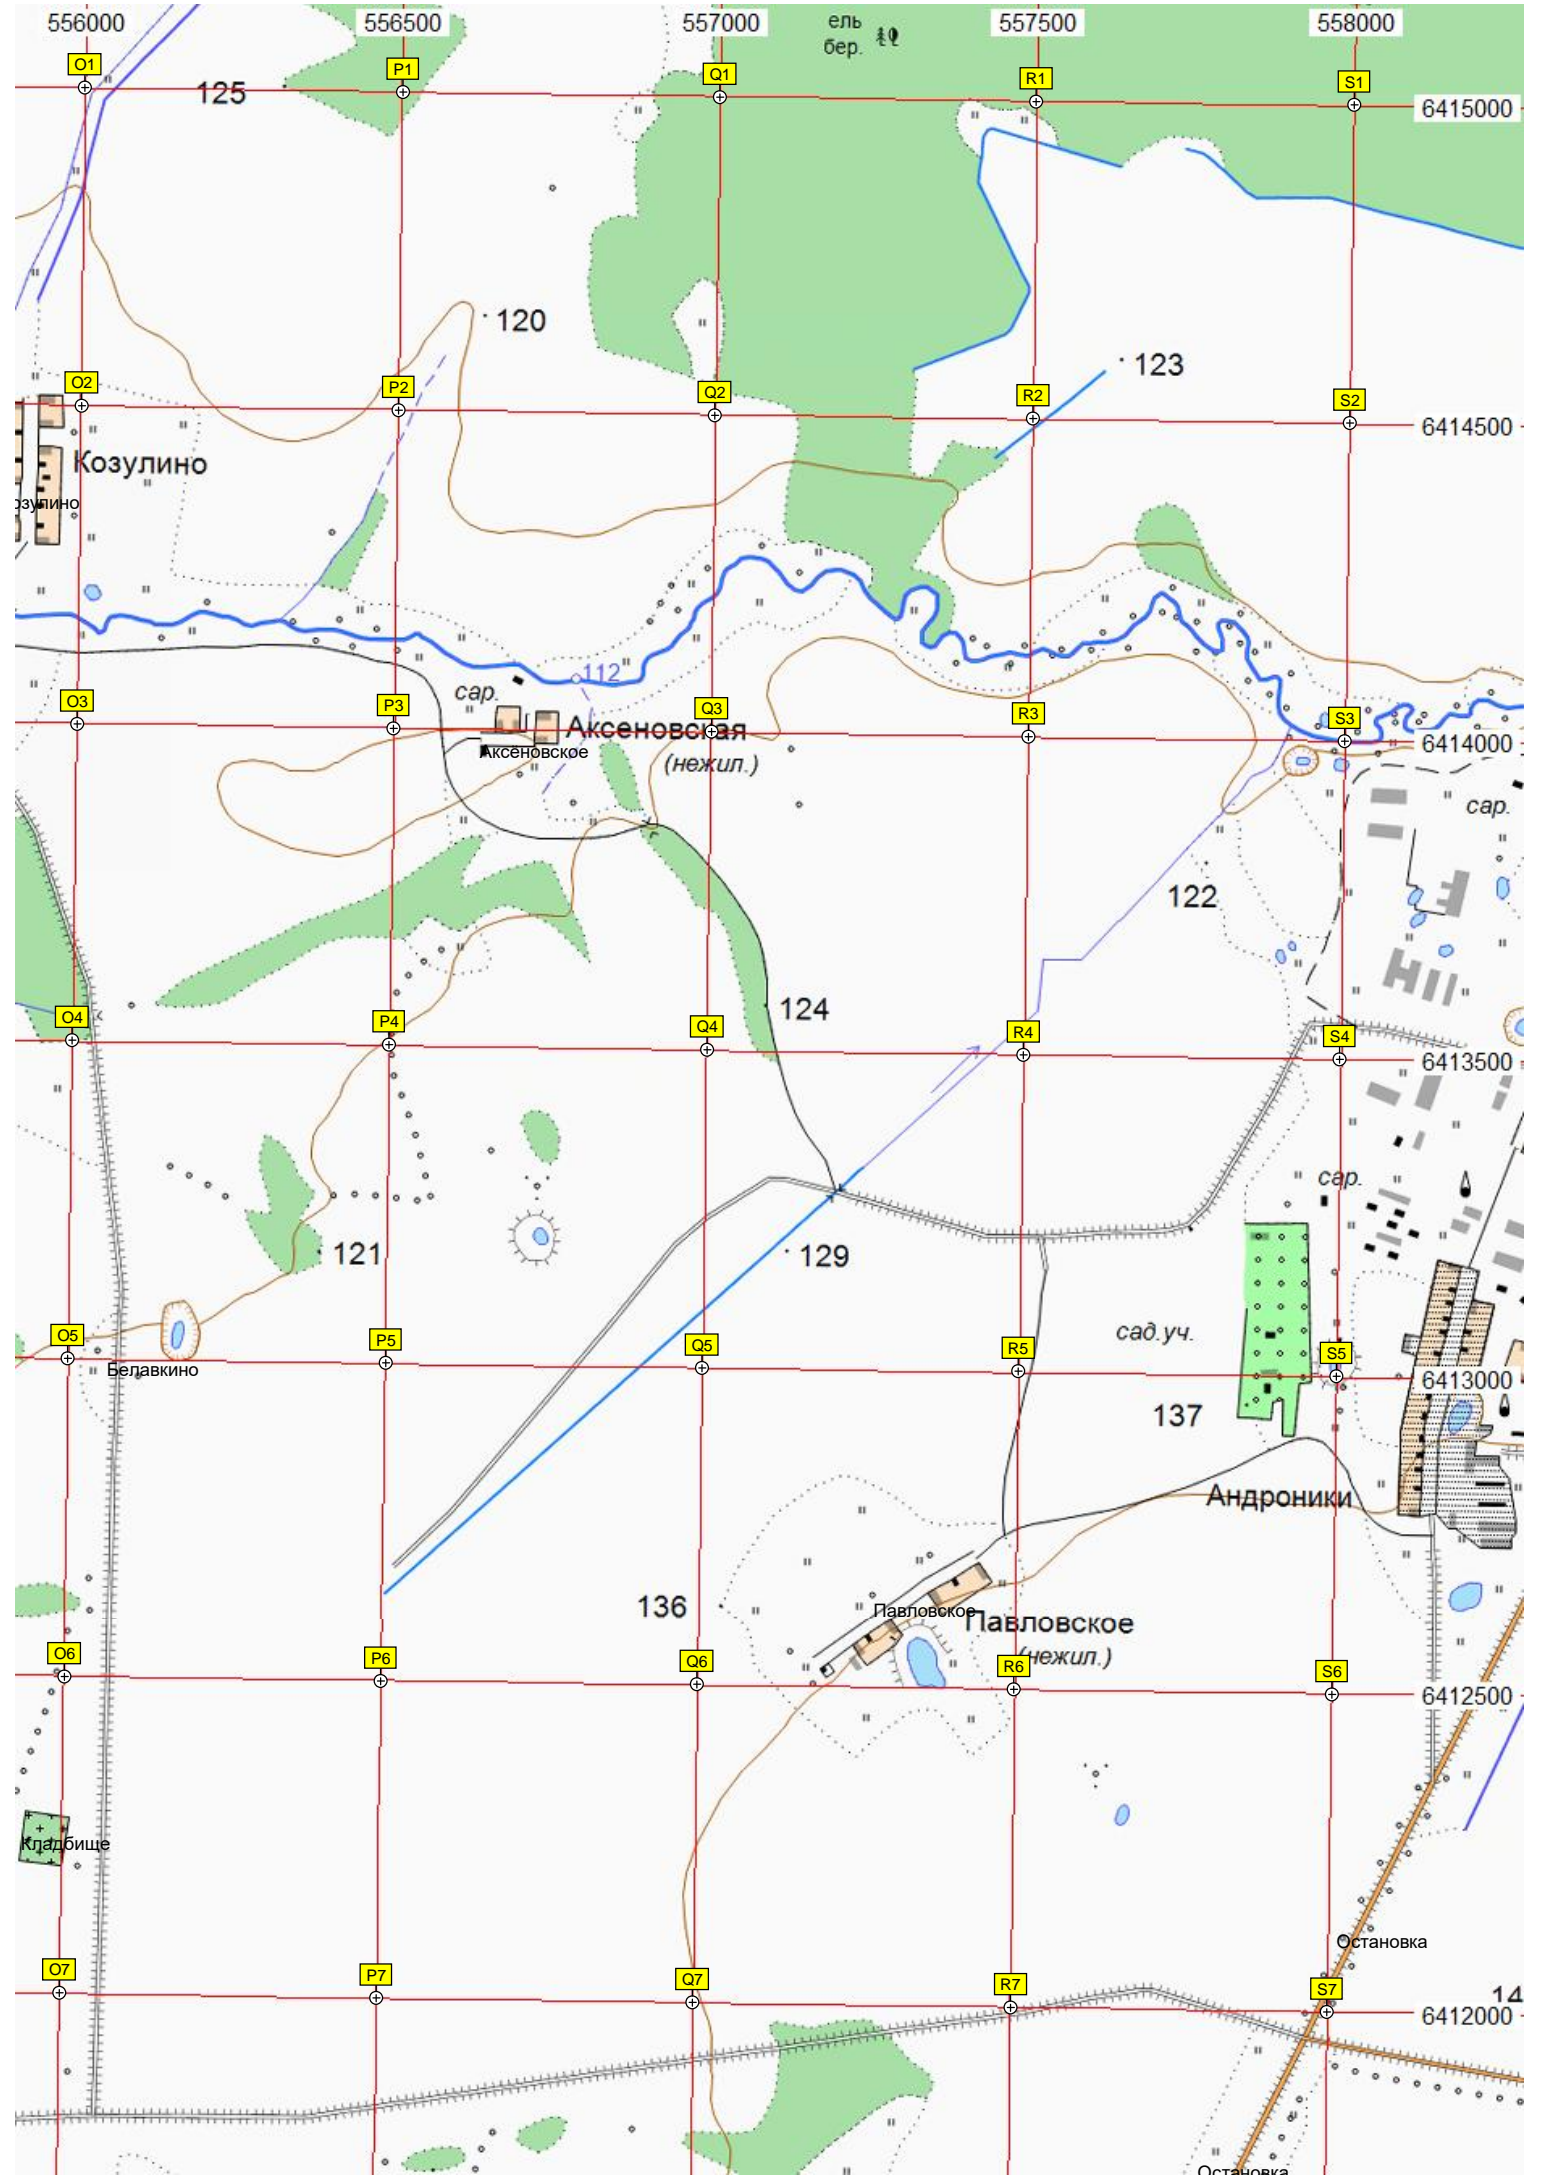 556000 556500 557000 557500 558000
ель
бер.
O1 P1 Q1 R1 S1
125
6415000
120
123
O2 P2 Q2 R2 S2
6414500
Козулино
озулино
112
сар.
O3 P3 Q3 R3 S3
Аксеновская
6414000
Аксеновское
(нежил.)
сар.
122
124
O4 P4 Q4 R4 S4
6413500
сар.
121
129
сад.уч.
O5 P5 Q5 R5 S5
Белавкино
6413000
137
Андроники
136
Павловское
Павловское
(нежил.)
O6 P6 Q6 R6 S6
6412500
Кладбище
Остановка
O7 P7 Q7 R7 S7
14
6412000
Остановка